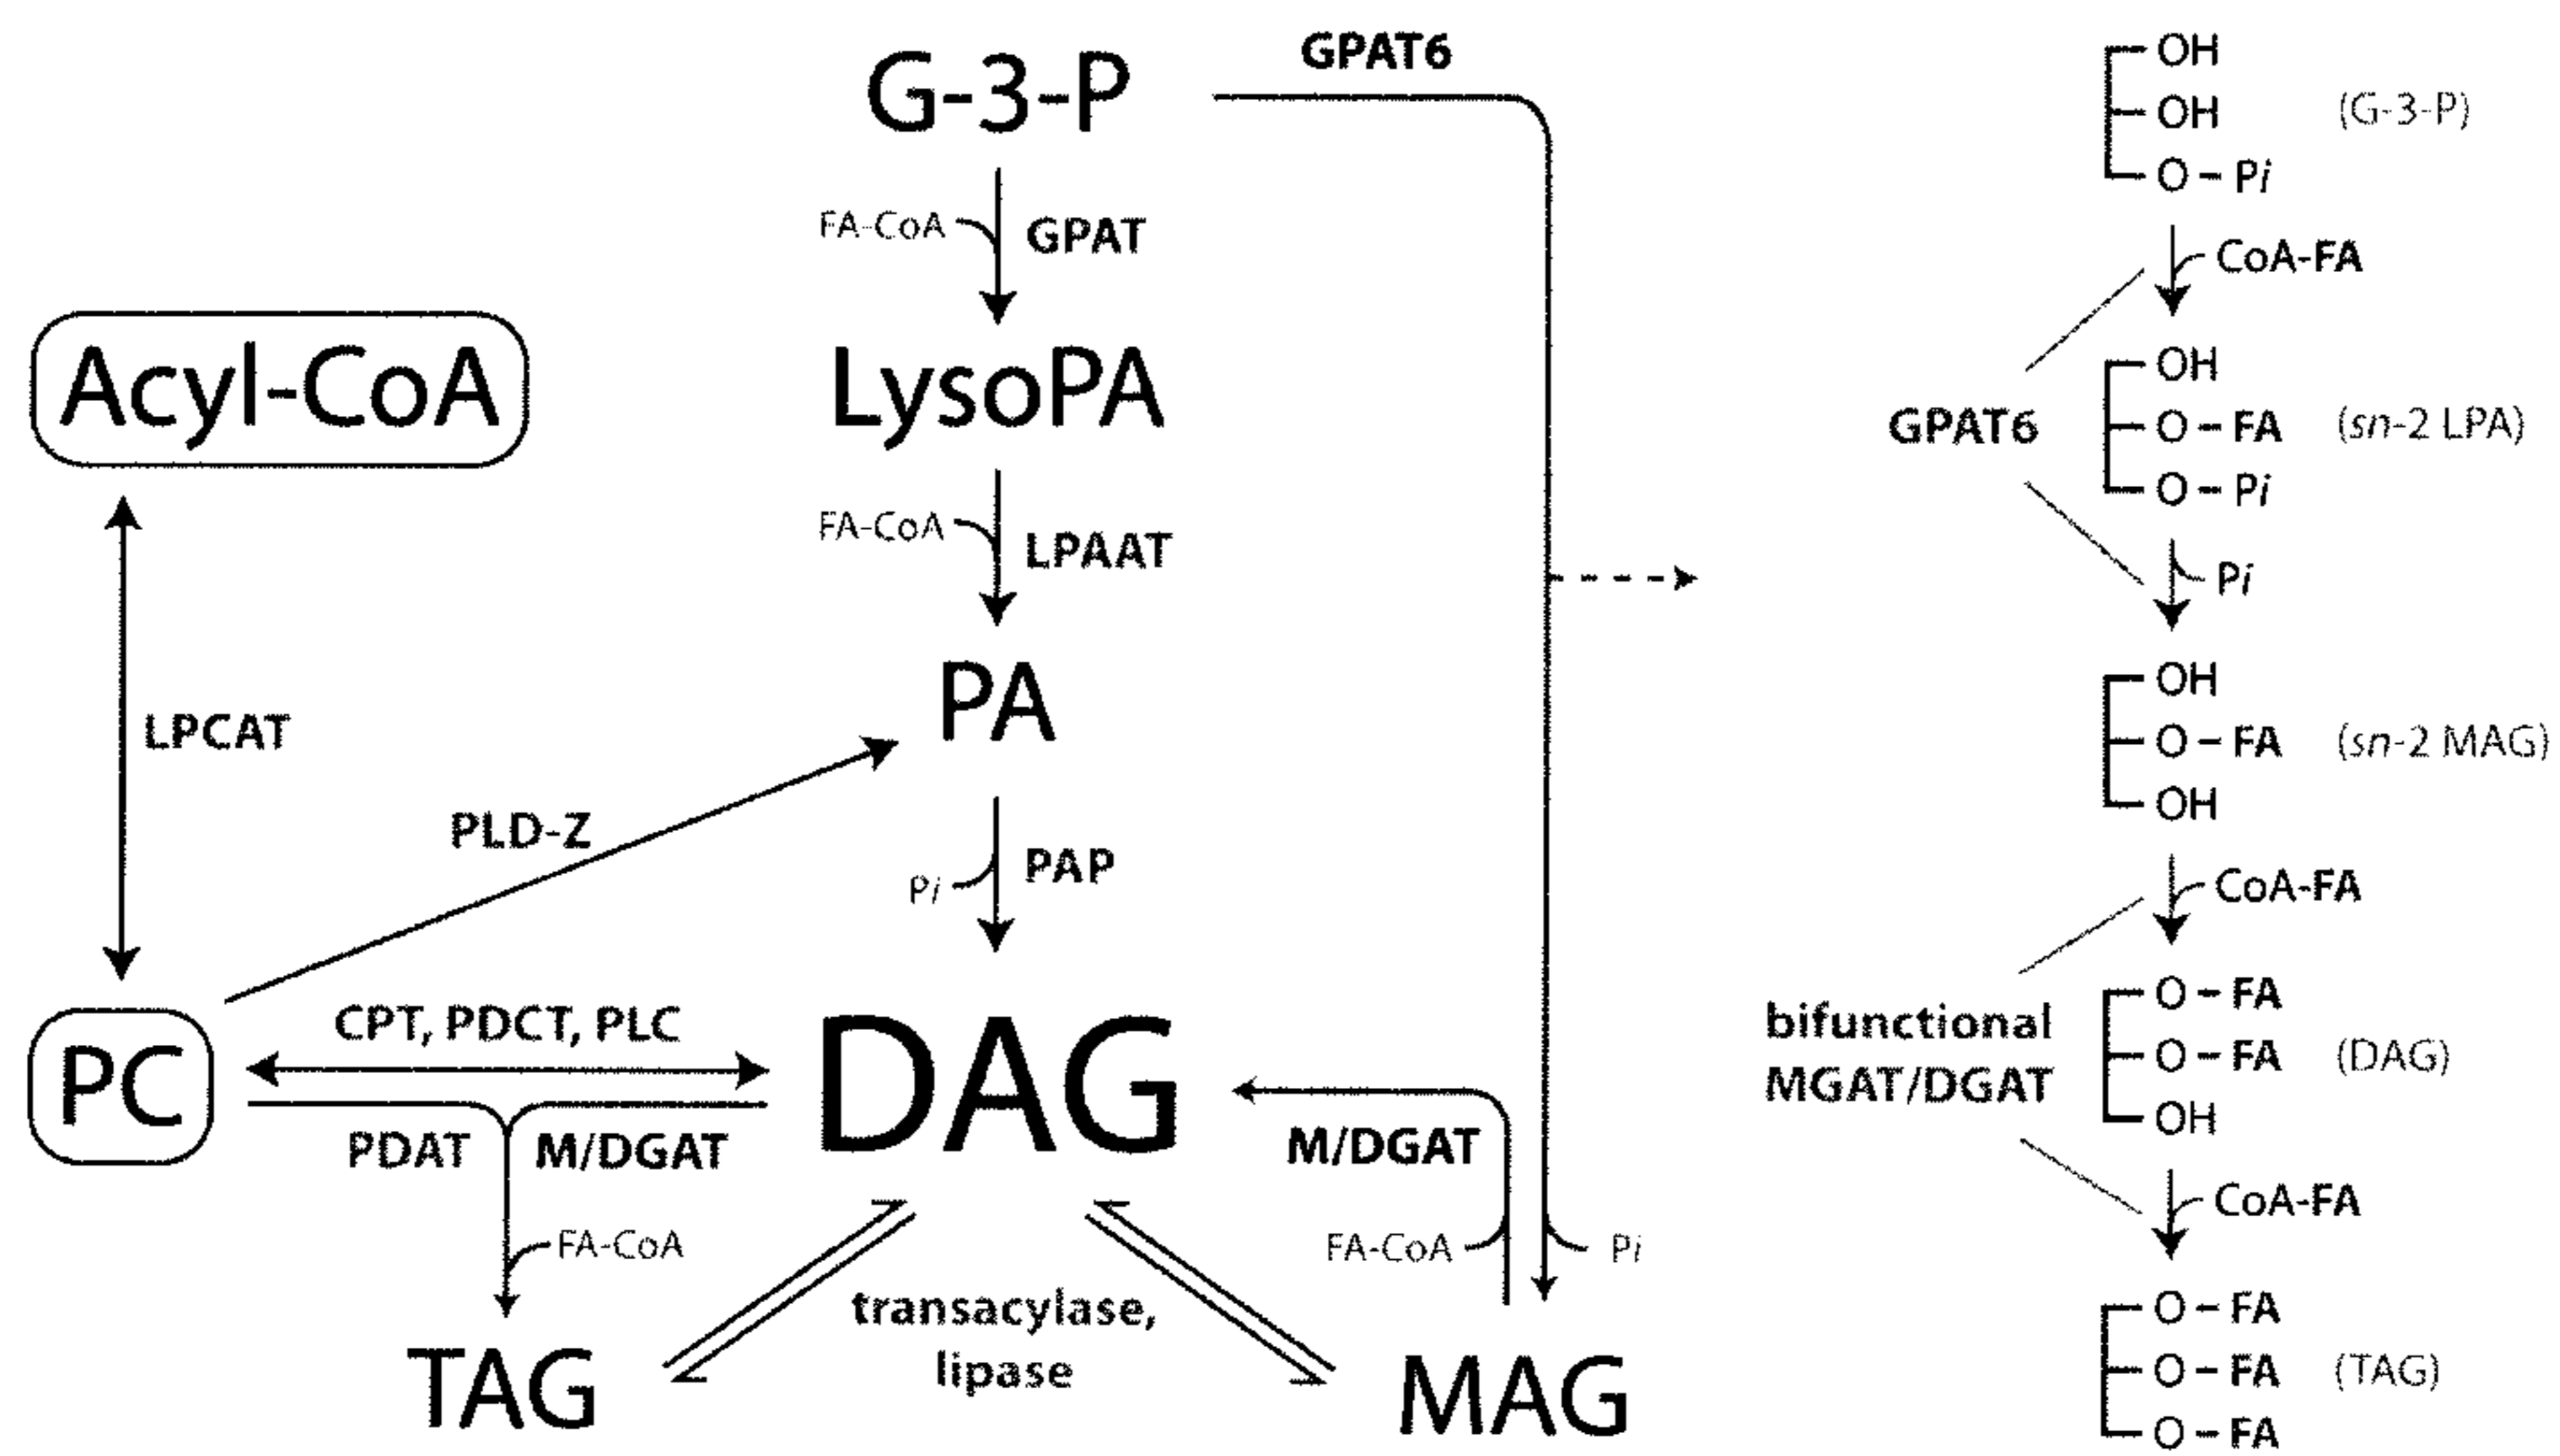 G-3-P
GPAT6
FA-CoA
GPAT
LysoPA
Acyl-CoA
FA-CoA
LPAAT
PA
LPCAT
PLD-Z
Pi
PAP
PC
CPT, PDCT, PLC
DAG
PDAT
M/DGAT
M/DGAT
FA-CoA
FA-CoA
Pi
transacylase,
lipase
TAG
MAG
OH
OH (G-3-P)
O - Pi
CoA-FA
GPAT6
OH
O - FA (sn-2 LPA)
O - Pi
Pi
OH
O - FA (sn-2 MAG)
OH
CoA-FA
bifunctional
MGAT/DGAT
O - FA
O - FA (DAG)
OH
CoA-FA
O - FA
O - FA (TAG)
O - FA